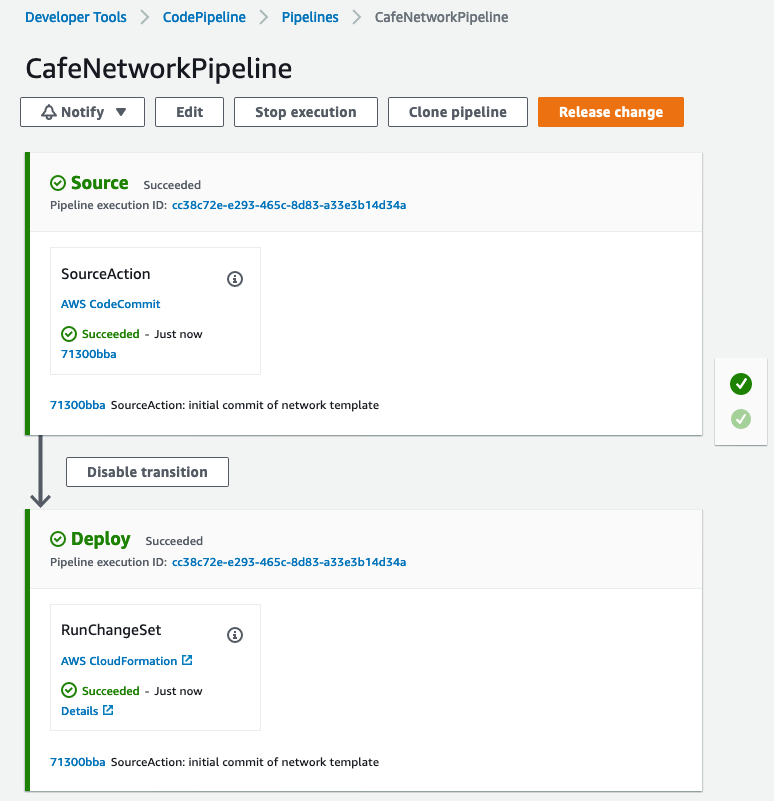 Developer Tools > CodePipeline > Pipelines > CafeNetworkPipeline
CafeNetworkPipeline
Notify ▼ Edit Stop execution Clone pipeline Release change
Source Succeeded
Pipeline execution ID: cc38c72e-e293-465c-8d83-a33e3b14d34a
SourceAction
AWS CodeCommit
Succeeded - Just now
71300bba
71300bba SourceAction: initial commit of network template
Disable transition
Deploy Succeeded
Pipeline execution ID: cc38c72e-e293-465c-8d83-a33e3b14d34a
RunChangeSet
AWS CloudFormation
Succeeded - Just now
Details
71300bba SourceAction: initial commit of network template